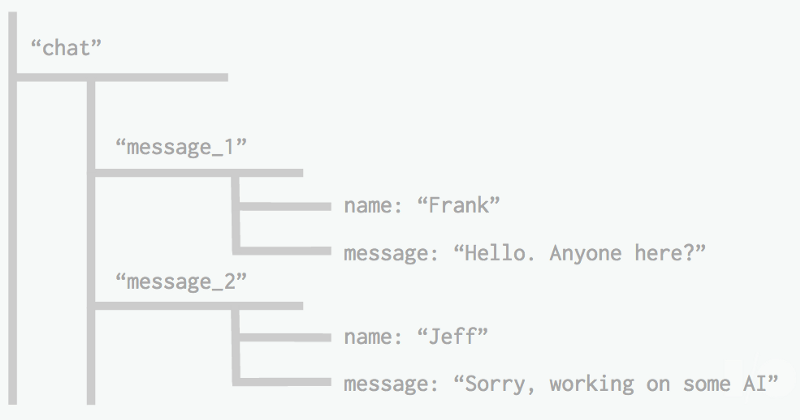 “chat”
“message_1”
name: “Frank”
message: “Hello. Anyone here?”
“message_2”
name: “Jeff”
message: “Sorry, working on some AI”